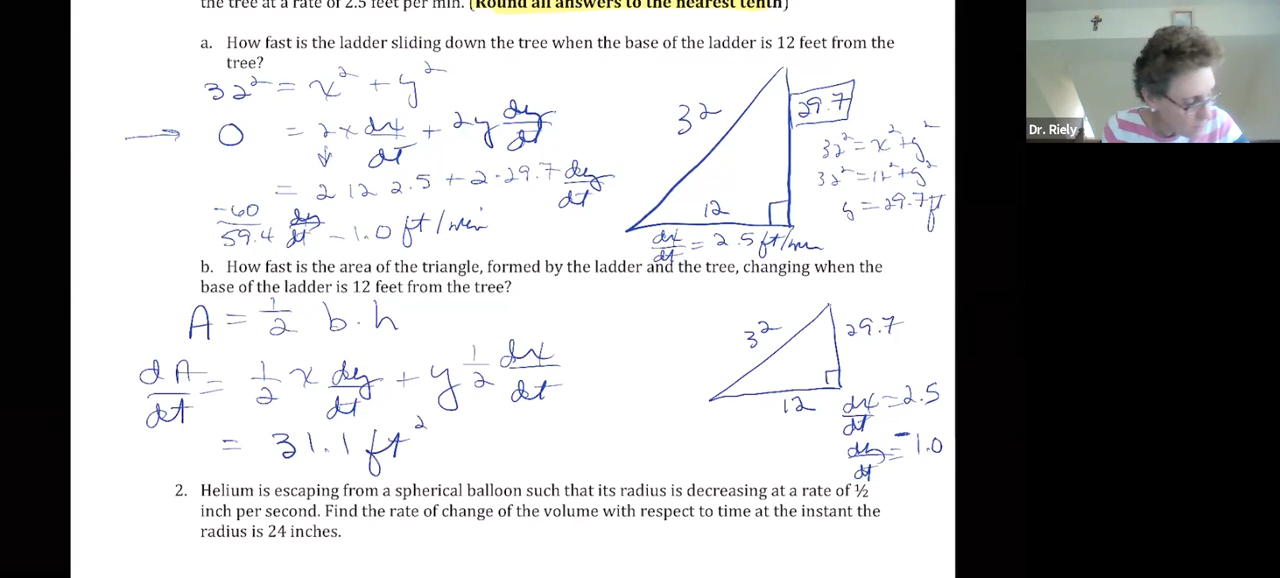 the tree at a rate of 2.5 feet per min. (Round all answers to the nearest tenth)
a. How fast is the ladder sliding down the tree when the base of the ladder is 12 feet from the
tree?
32² = x² + y²
0 = 2x dx/dt + 2y dy/dt
= 2 12 2.5 + 2·29.7 dy/dt
-60/59.4 dy/dt -1.0 ft/min
32
29.7
12
dx/dt = 2.5 ft/min
32² = x² + y²
32² = 12² + y²
y = 29.7 ft
b. How fast is the area of the triangle, formed by the ladder and the tree, changing when the
base of the ladder is 12 feet from the tree?
A = 1/2 b·h
dA/dt = 1/2 x dy/dt + y 1/2 dx/dt
= 31.1 ft²
32
29.7
12
dx/dt = 2.5
dy/dt = -1.0
2. Helium is escaping from a spherical balloon such that its radius is decreasing at a rate of ½
inch per second. Find the rate of change of the volume with respect to time at the instant the
radius is 24 inches.
Dr. Riely